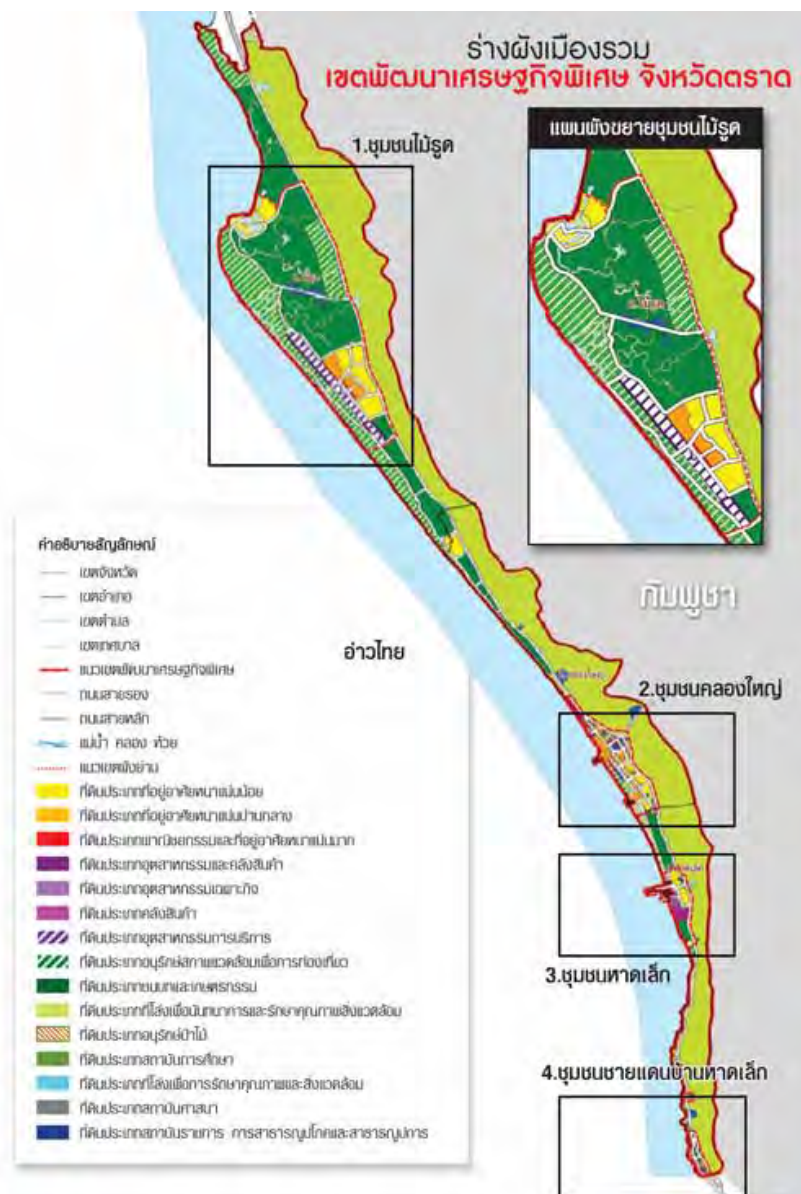 ร่างผังเมืองรวม
เขตพัฒนาเศรษฐกิจพิเศษ จังหวัดตราด
แผนผังขยายชุมชนไม้รูด
1.ชุมชนไม้รูด
กัมพูชา
อ่าวไทย
2.ชุมชนคลองใหญ่
3.ชุมชนหาดเล็ก
4.ชุมชนชายแดนบ้านหาดเล็ก
คำอธิบายสัญลักษณ์
เขตจังหวัด
เขตอำเภอ
เขตตำบล
เขตเทศบาล
แนวเขตพัฒนาเศรษฐกิจพิเศษ
ถนนสายรอง
ถนนสายหลัก
แม่น้ำ คลอง ห้วย
แนวเขตผังย่าน
ที่ดินประเภทที่อยู่อาศัยหนาแน่นน้อย
ที่ดินประเภทที่อยู่อาศัยหนาแน่นปานกลาง
ที่ดินประเภทพาณิชยกรรมและที่อยู่อาศัยหนาแน่นมาก
ที่ดินประเภทอุตสาหกรรมและคลังสินค้า
ที่ดินประเภทอุตสาหกรรมเฉพาะกิจ
ที่ดินประเภทคลังสินค้า
ที่ดินประเภทอุตสาหกรรมการบริการ
ที่ดินประเภทอนุรักษ์สภาพแวดล้อมเพื่อการท่องเที่ยว
ที่ดินประเภทชนบทและเกษตรกรรม
ที่ดินประเภทที่โล่งเพื่อนันทนาการและรักษาคุณภาพสิ่งแวดล้อม
ที่ดินประเภทอนุรักษ์ป่าไม้
ที่ดินประเภทสถาบันการศึกษา
ที่ดินประเภทที่โล่งเพื่อการรักษาคุณภาพและสิ่งแวดล้อม
ที่ดินประเภทสถาบันศาสนา
ที่ดินประเภทสถาบันราชการ การสาธารณูปโภคและสาธารณูปการ